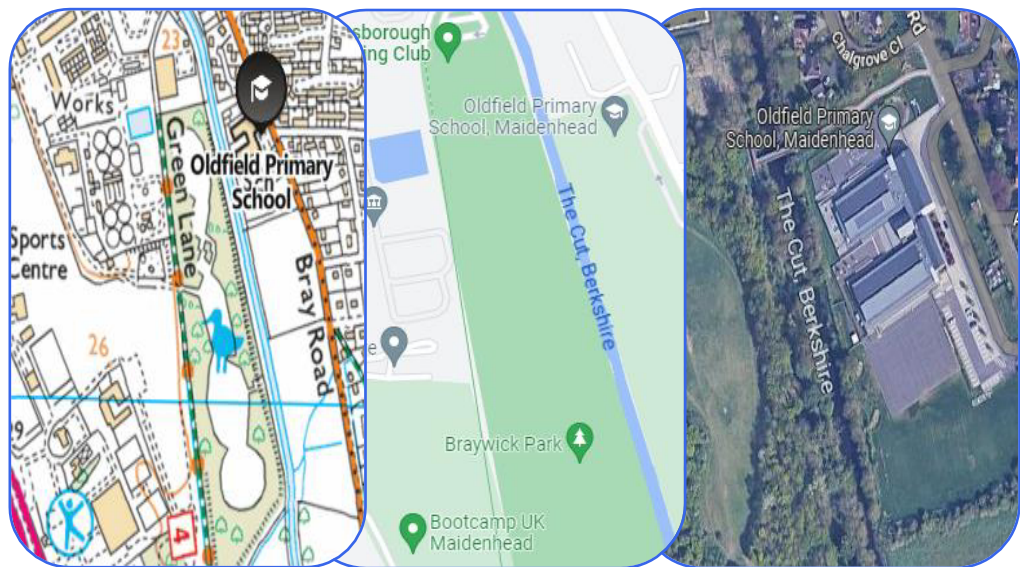 23
Works
Green Lane
Oldfield Primary
School
Sports
Centre
Bray Road
26
9
4
sborough
ing Club
Oldfield Primary
School, Maidenhead
The Cut, Berkshire
e
Braywick Park
Bootcamp UK
Maidenhead
Rd
Chalgrove Cl
Oldfield Primary
School, Maidenhead
The Cut, Berkshire
A